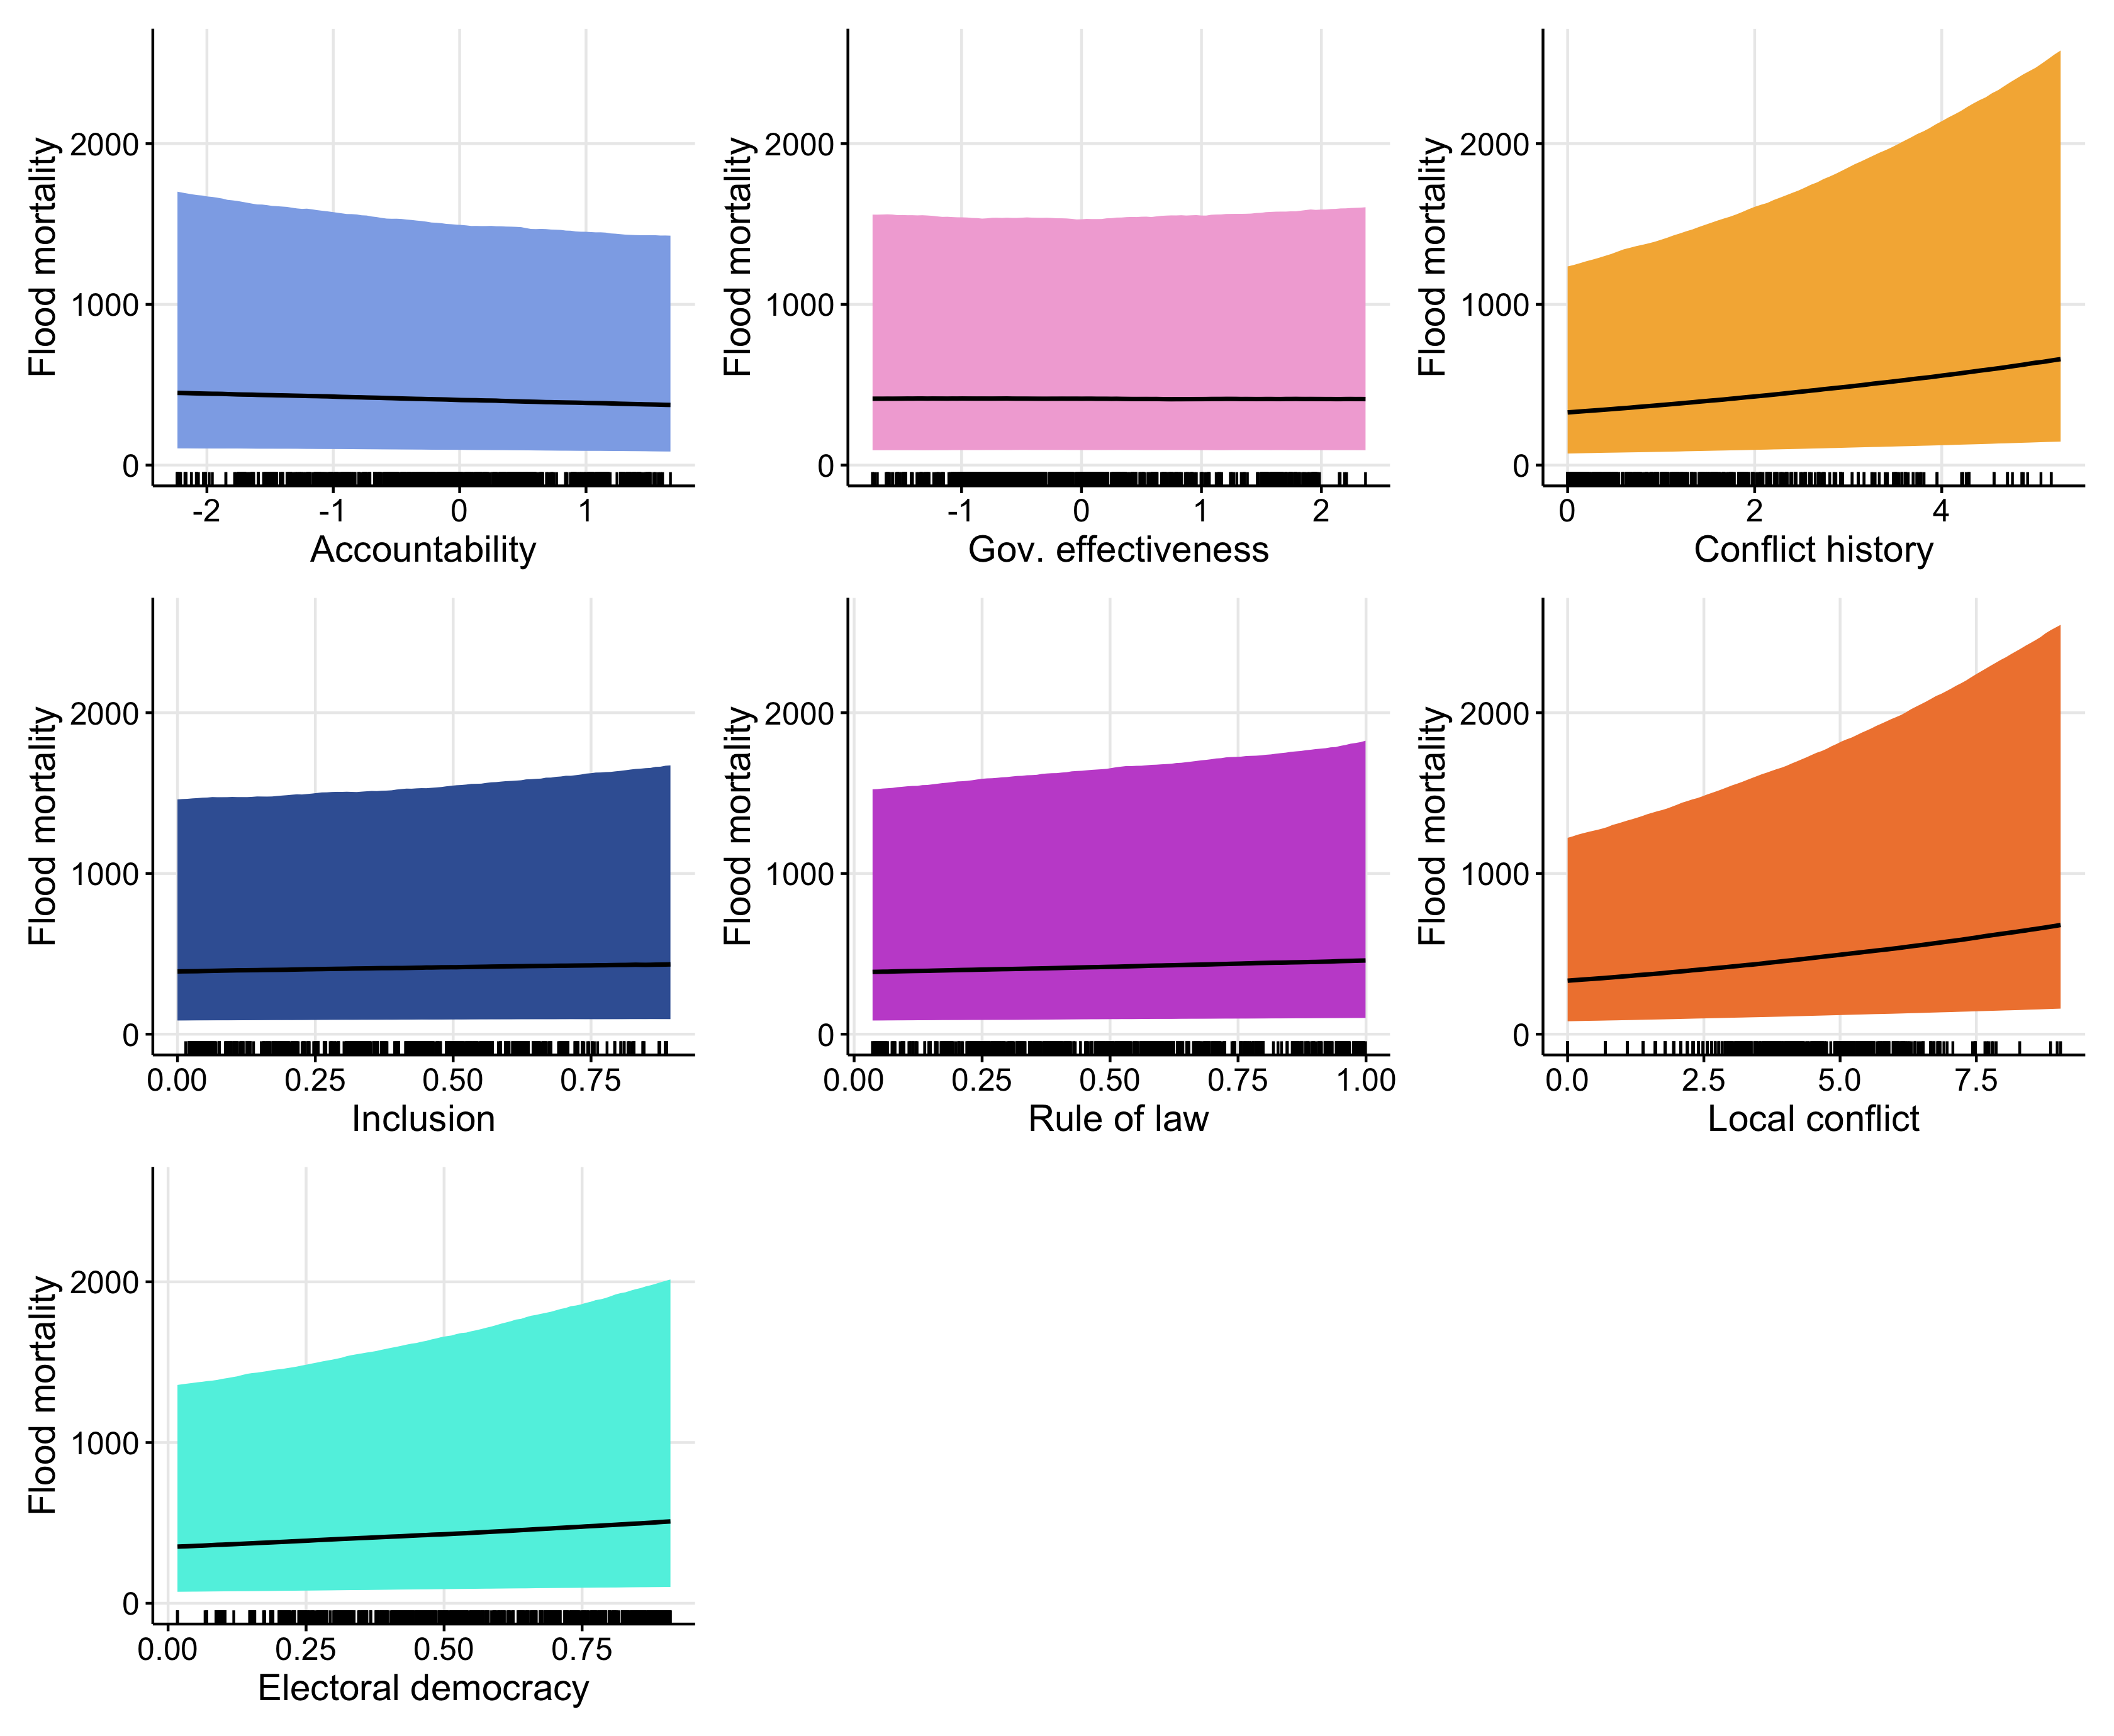 Flood mortality
2000
1000
0
-2 -1 0 1
Accountability
Flood mortality
2000
1000
0
-1 0 1 2
Gov. effectiveness
Flood mortality
2000
1000
0
0 2 4
Conflict history
Flood mortality
2000
1000
0
0.00 0.25 0.50 0.75
Inclusion
Flood mortality
2000
1000
0
0.00 0.25 0.50 0.75 1.00
Rule of law
Flood mortality
2000
1000
0
0.0 2.5 5.0 7.5
Local conflict
Flood mortality
2000
1000
0
0.00 0.25 0.50 0.75
Electoral democracy